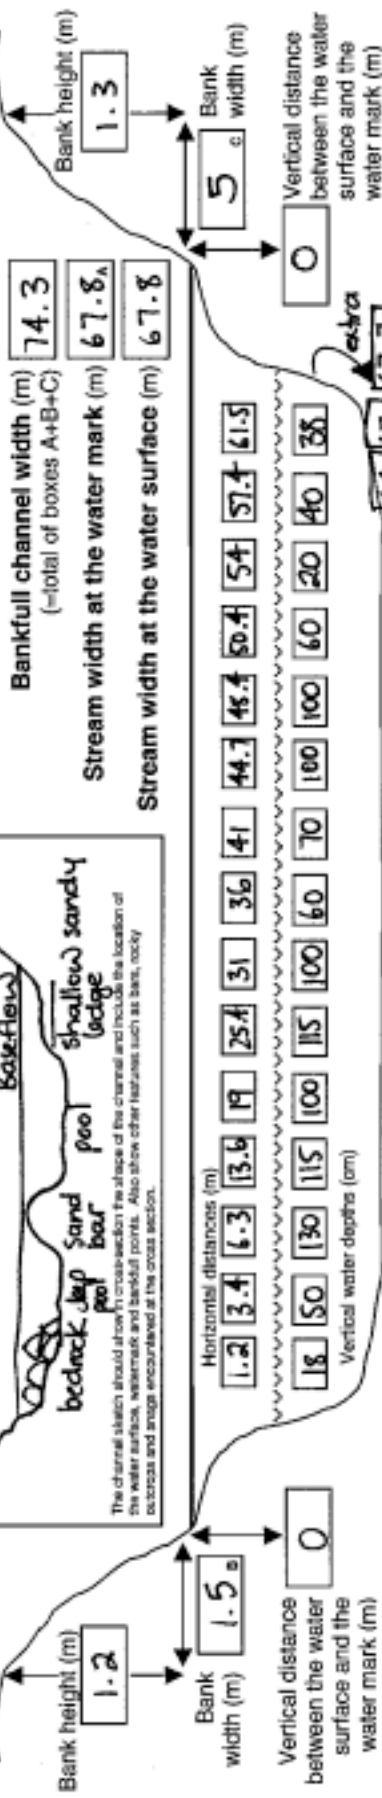 Baseflow
bedrock deep pool
sand bar
pool
shallow sandy ledge
The channel sketch should show in cross-section the shape of the channel and include the location of
the water surface, watermark and bankfull points. Also show other features such as bars, rocky
outcrops and snags encountered at the cross section.
Bankfull channel width (m) 74.3
(=total of boxes A+B+C)
Stream width at the water mark (m) 67.8 A
Stream width at the water surface (m) 67.8
Bank height (m)
1.2
Bank height (m)
1.3
Bank
width (m)
1.5 B
Bank
width (m)
5 C
Horizontal distances (m)
1.2 3.4 6.3 13.6 19 25.4 31 36 41 44.7 48.4 50.4 54 57.4 61.5
18 50 130 115 100 115 100 60 70 100 100 60 20 40 38
Vertical water depths (cm)
Vertical distance
between the water
surface and the
water mark (m)
0
Vertical distance
between the water
surface and the
water mark (m)
0
extra